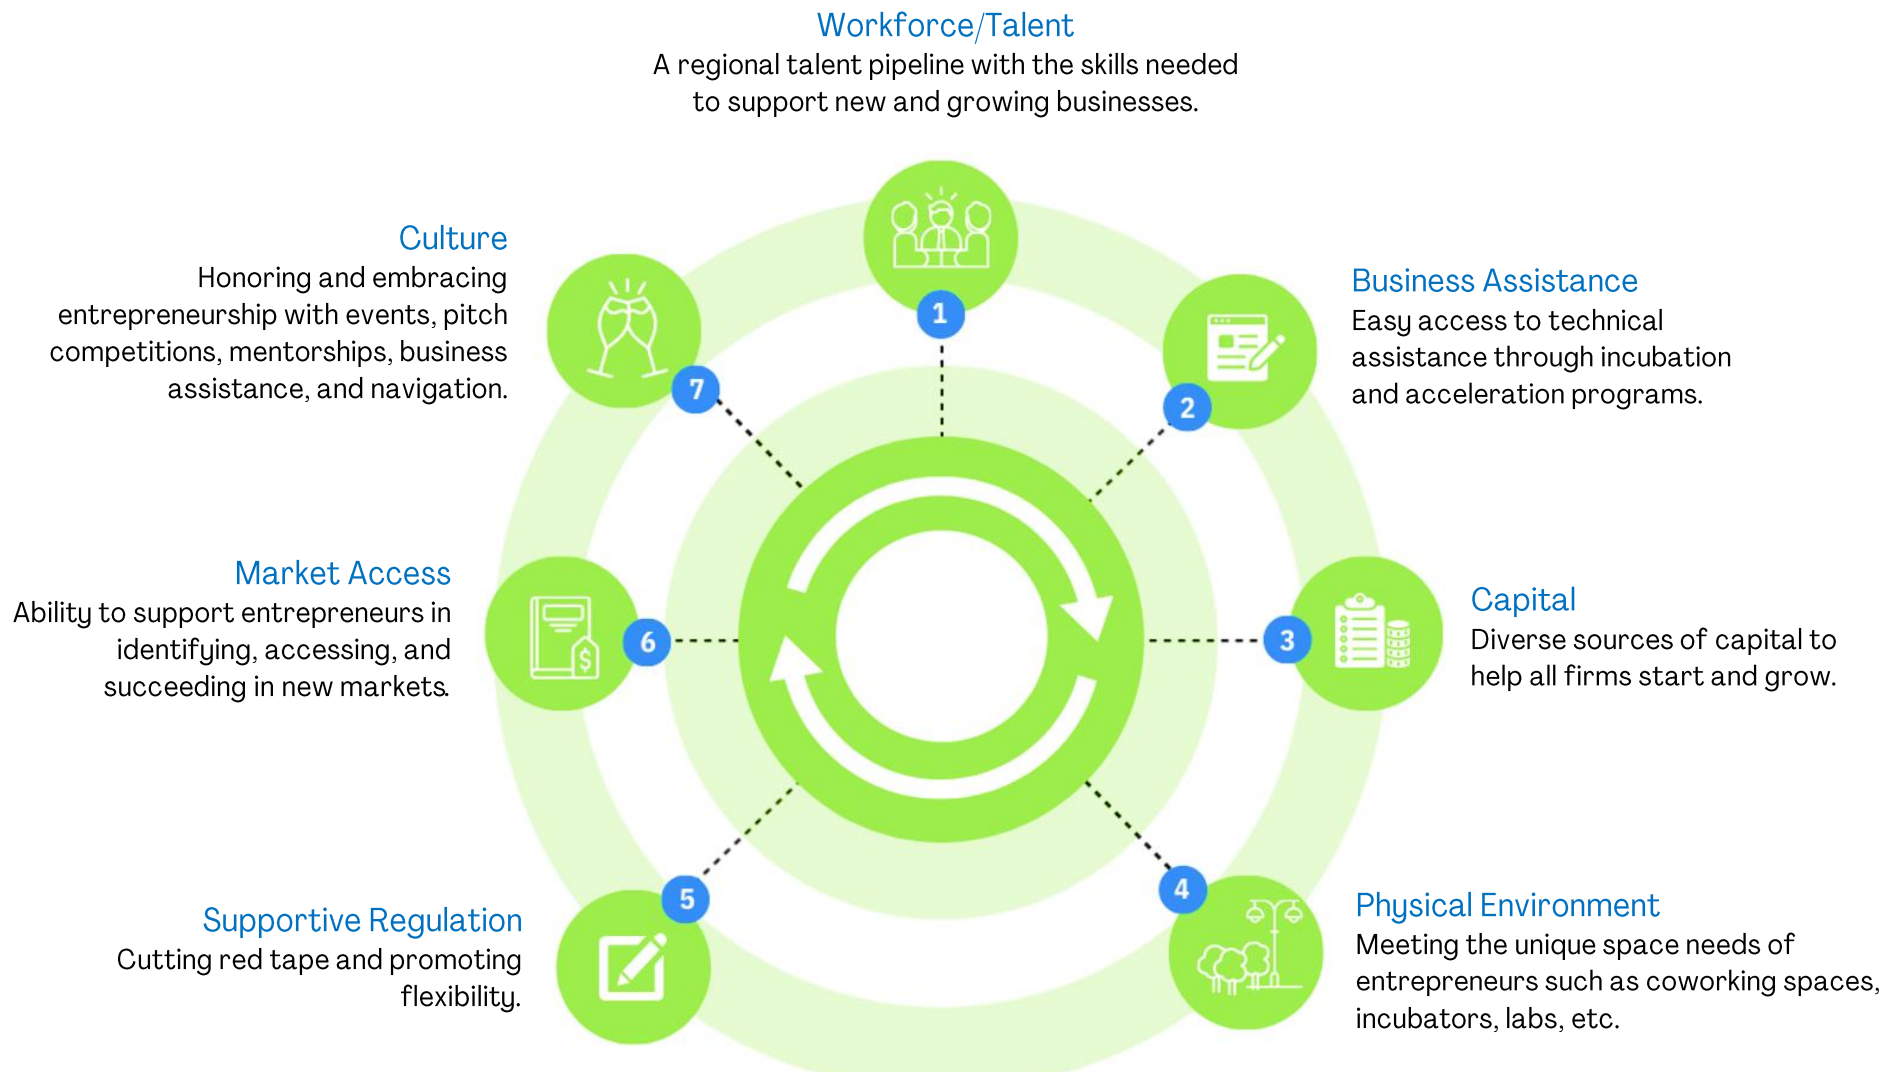 Workforce/Talent
A regional talent pipeline with the skills needed
to support new and growing businesses.
1
Business Assistance
Easy access to technical
assistance through incubation
and acceleration programs.
2
Capital
Diverse sources of capital to
help all firms start and grow.
3
Physical Environment
Meeting the unique space needs of
entrepreneurs such as coworking spaces,
incubators, labs, etc.
4
Supportive Regulation
Cutting red tape and promoting
flexibility.
5
Market Access
Ability to support entrepreneurs in
identifying, accessing, and
succeeding in new markets.
$
6
Culture
Honoring and embracing
entrepreneurship with events, pitch
competitions, mentorships, business
assistance, and navigation.
7